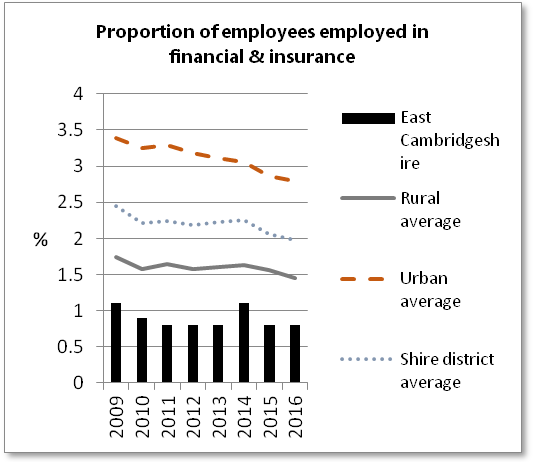 Proportion of employees employed in
financial & insurance
4
3.5
3
2.5
2
1.5
1
0.5
0
%
2009
2010
2011
2012
2013
2014
2015
2016
East
Cambridgesh
ire
Rural
average
Urban
average
Shire district
average